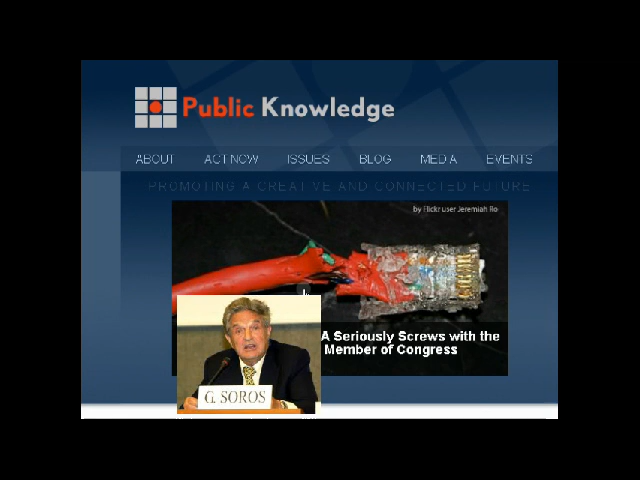 Public Knowledge
ABOUT ACT NOW ISSUES BLOG MEDIA EVENTS
PROMOTING A CREATIVE AND CONNECTED FUTURE
by Flickr user Jeremiah Ro
A Seriously Screws with the
Member of Congress
G. SOROS